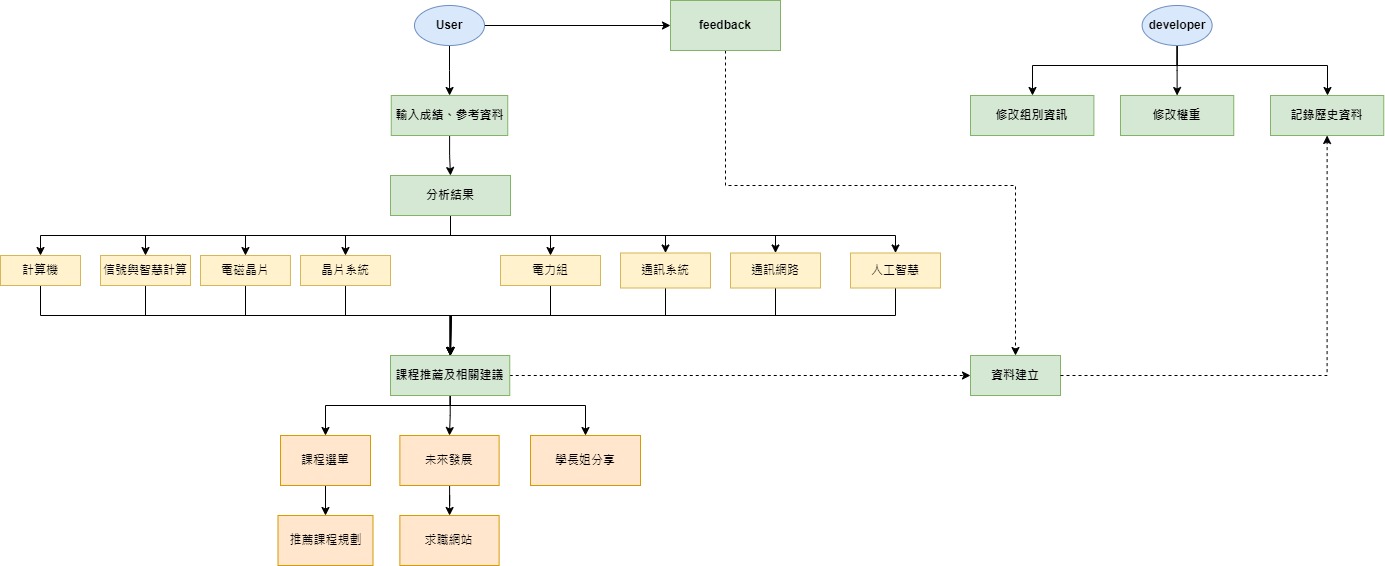 User
feedback
developer
輸入成績、參考資料
修改組別資訊
修改權重
記錄歷史資料
分析結果
計算機
信號與智慧計算
電磁晶片
晶片系統
電力組
通訊系統
通訊網路
人工智慧
課程推薦及相關建議
資料建立
課程選單
未來發展
學長姐分享
推薦課程規劃
求職網站